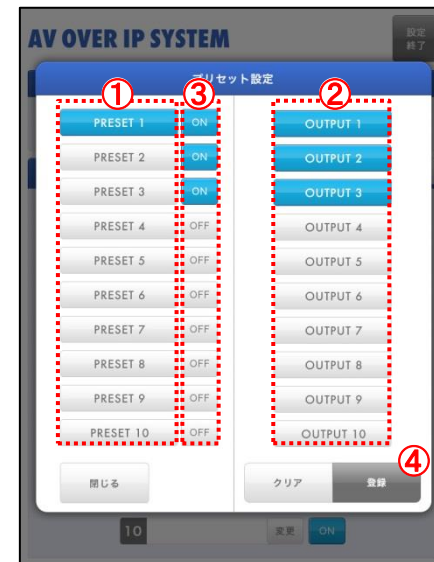 AV OVER IP SYSTEM
設定
終了
プリセット設定
① ③ ②
PRESET 1 ON OUTPUT 1
PRESET 2 ON OUTPUT 2
PRESET 3 ON OUTPUT 3
PRESET 4 OFF OUTPUT 4
PRESET 5 OFF OUTPUT 5
PRESET 6 OFF OUTPUT 6
PRESET 7 OFF OUTPUT 7
PRESET 8 OFF OUTPUT 8
PRESET 9 OFF OUTPUT 9
PRESET 10 OFF OUTPUT 10
④
閉じる クリア 登録
10 変更 ON